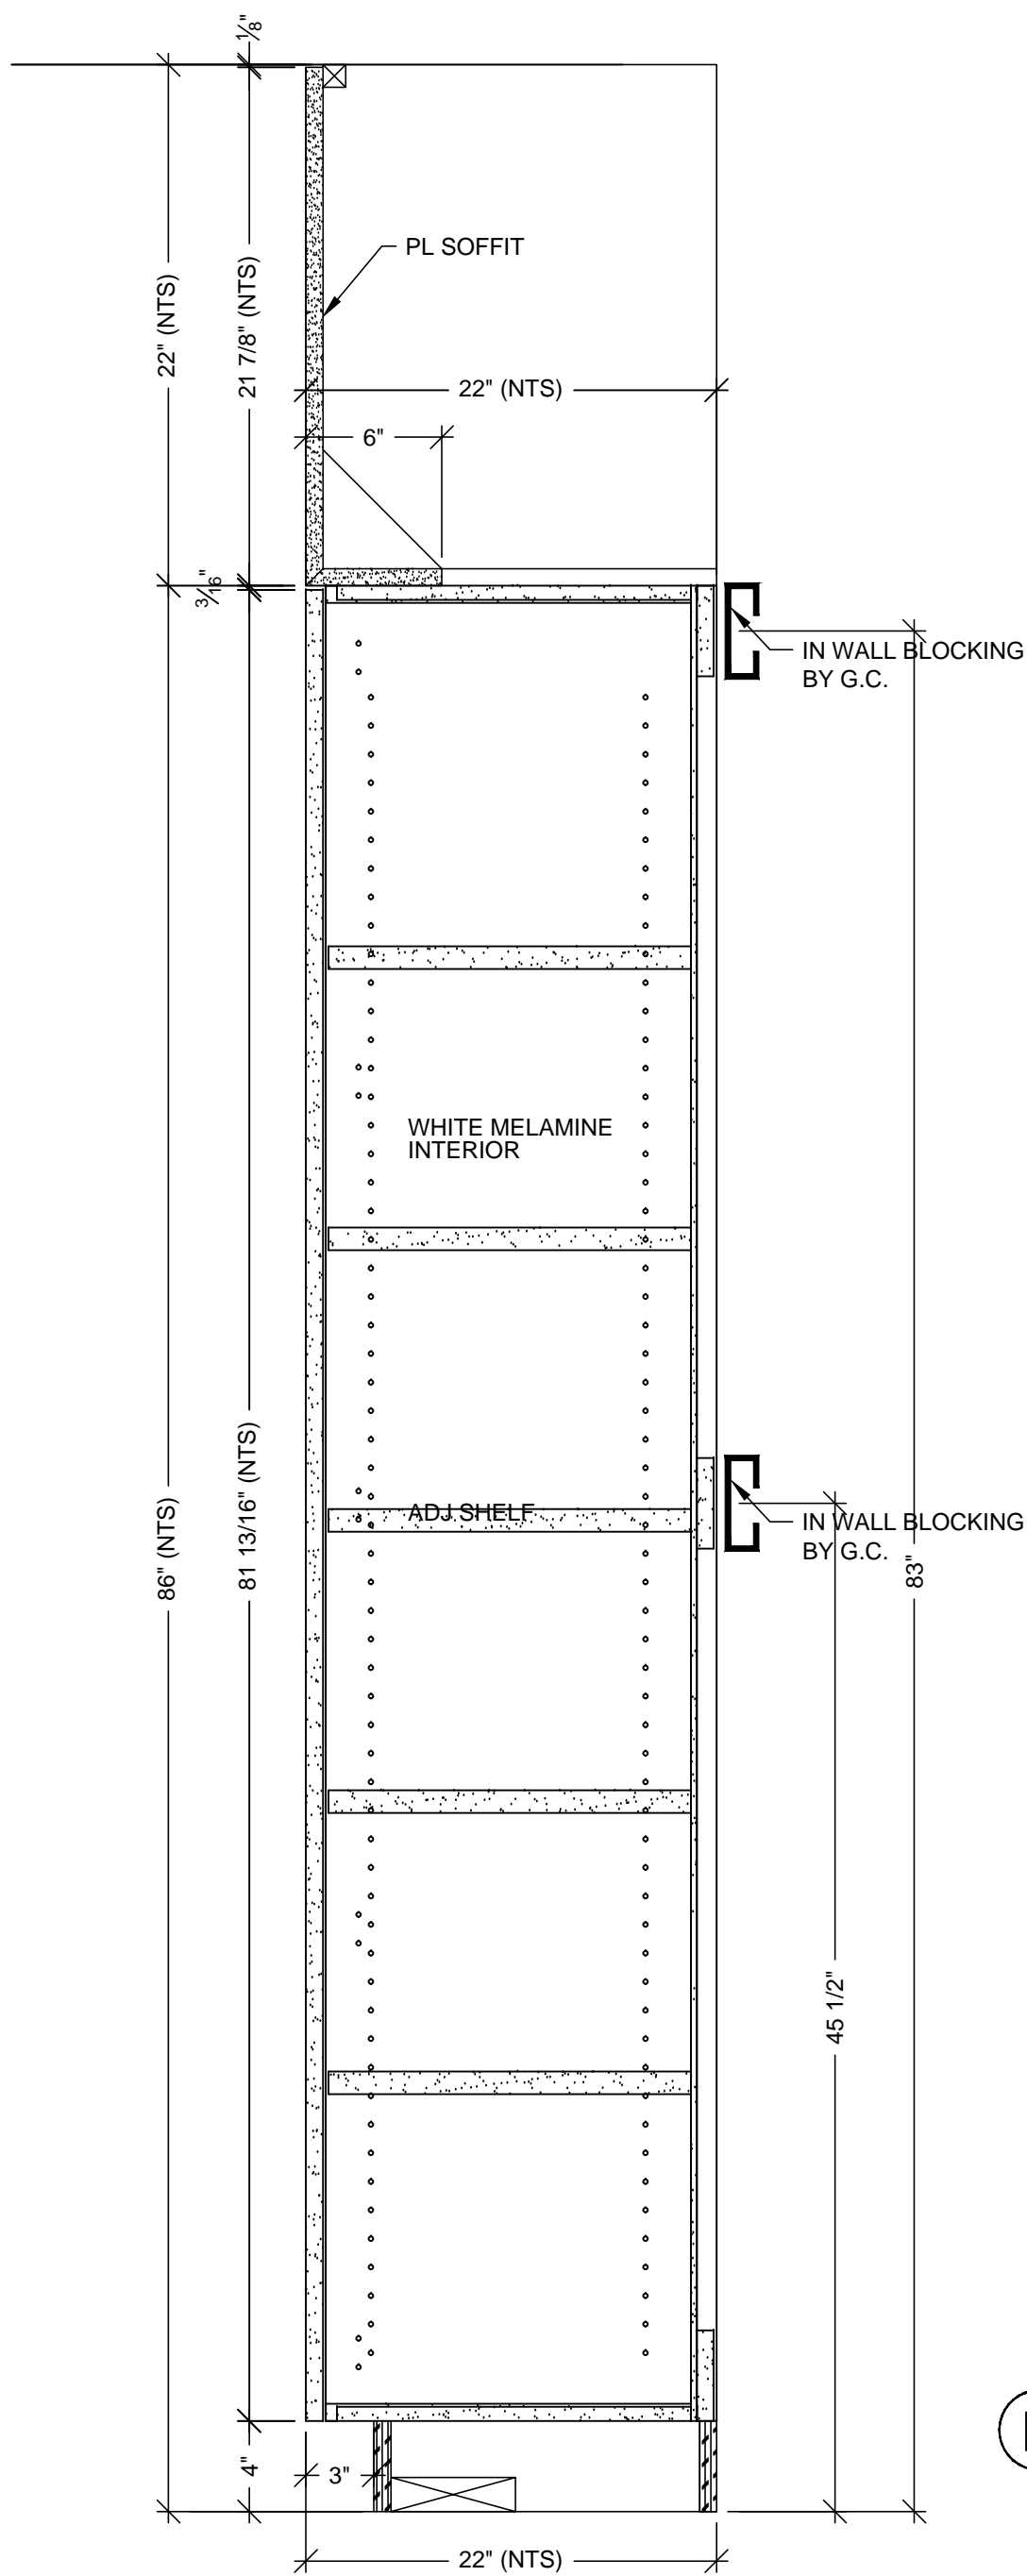 1/8"
22" (NTS)
21 7/8" (NTS)
PL SOFFIT
22" (NTS)
6"
3/16"
IN WALL BLOCKING
BY G.C.
WHITE MELAMINE
INTERIOR
86" (NTS)
81 13/16" (NTS)
ADJ SHELF
IN WALL BLOCKING
BY G.C.
83"
45 1/2"
4"
3"
22" (NTS)